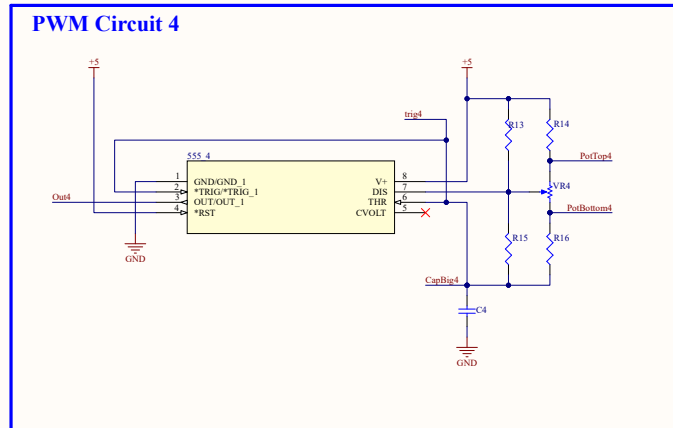 PWM Circuit 4
+5
+5
trig4
R13
R14
555_4
PotTop4
1
GND/GND_1
V+
8
2
*TRIG/*TRIG_1
DIS
7
VR4
Out4
3
OUT/OUT_1
THR
6
4
*RST
CVOLT
5
PotBottom4
R15
R16
GND
CapBig4
C4
GND